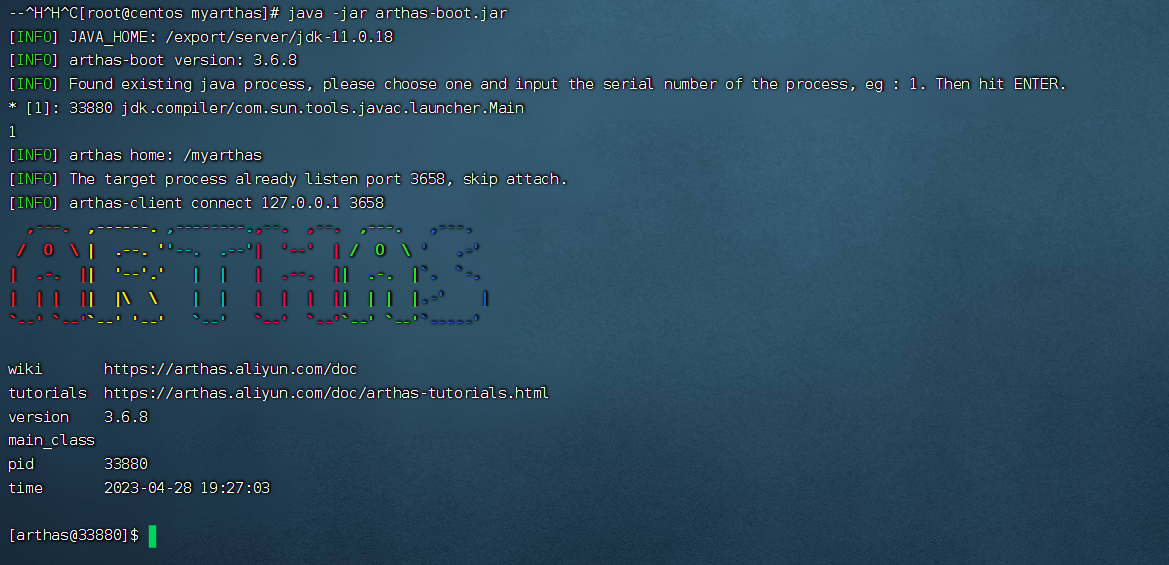 --^H^H^C[root@centos myarthas]# java -jar arthas-boot.jar
[INFO] JAVA_HOME: /export/server/jdk-11.0.18
[INFO] arthas-boot version: 3.6.8
[INFO] Found existing java process, please choose one and input the serial number of the process, eg : 1. Then hit ENTER.
* [1]: 33880 jdk.compiler/com.sun.tools.javac.launcher.Main
1
[INFO] arthas home: /myarthas
[INFO] The target process already listen port 3658, skip attach.
[INFO] arthas-client connect 127.0.0.1 3658
ARTHAS
wiki https://arthas.aliyun.com/doc
tutorials https://arthas.aliyun.com/doc/arthas-tutorials.html
version 3.6.8
main_class
pid 33880
time 2023-04-28 19:27:03
[arthas@33880]$